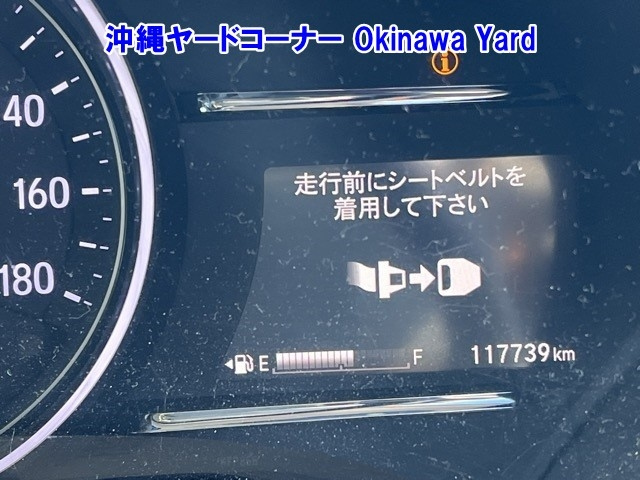 沖縄ヤードコーナー Okinawa Yard
走行前にシートベルトを
着用して下さい
40
160
180
E F 117739km